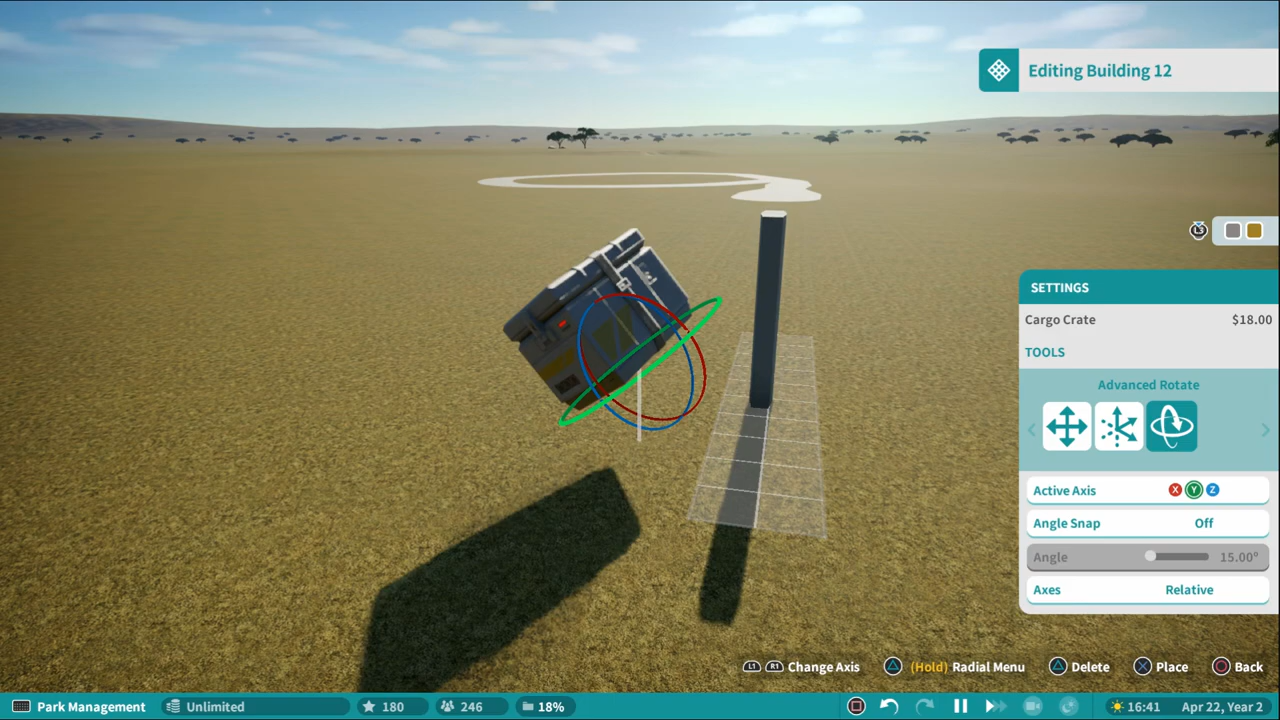 Editing Building 12
L3
SETTINGS
Cargo Crate $18.00
TOOLS
Advanced Rotate
Active Axis X Y Z
Angle Snap Off
Angle 15.00°
Axes Relative
L1 R1 Change Axis (Hold) Radial Menu Delete Place Back
Park Management Unlimited 180 246 18% 16:41 Apr 22, Year 2